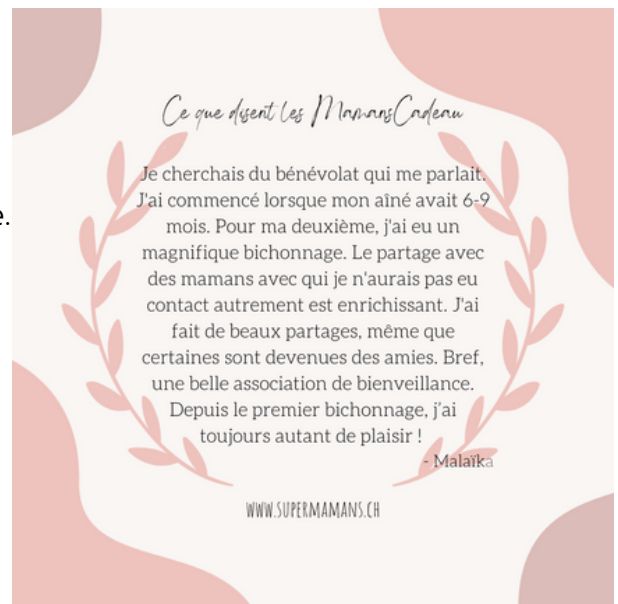 Ce que disent les MamansCadeau
Je cherchais du bénévolat qui me parlait.
J'ai commencé lorsque mon aîné avait 6-9
mois. Pour ma deuxième, j'ai eu un
magnifique bichonnage. Le partage avec
des mamans avec qui je n'aurais pas eu
contact autrement est enrichissant. J'ai
fait de beaux partages, même que
certaines sont devenues des amies. Bref,
une belle association de bienveillance.
Depuis le premier bichonnage, j'ai
toujours autant de plaisir !
- Malaïka
WWW.SUPERMAMANS.CH
e.